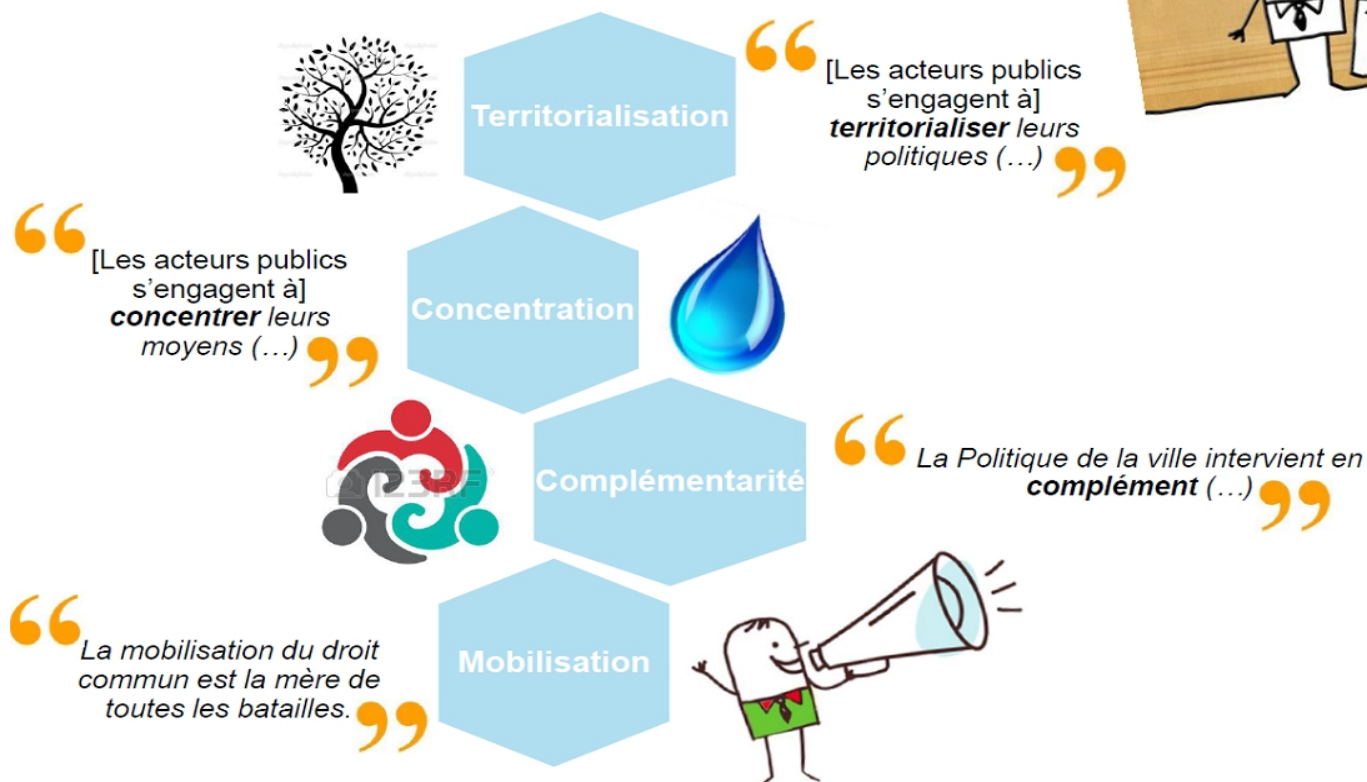 Territorialisation
[Les acteurs publics
s'engagent à]
territorialiser leurs
politiques (…)
[Les acteurs publics
s'engagent à]
concentrer leurs
moyens (…)
Concentration
Complémentarité
La Politique de la ville intervient en
complément (…)
La mobilisation du droit
commun est la mère de
toutes les batailles.
Mobilisation
123RF